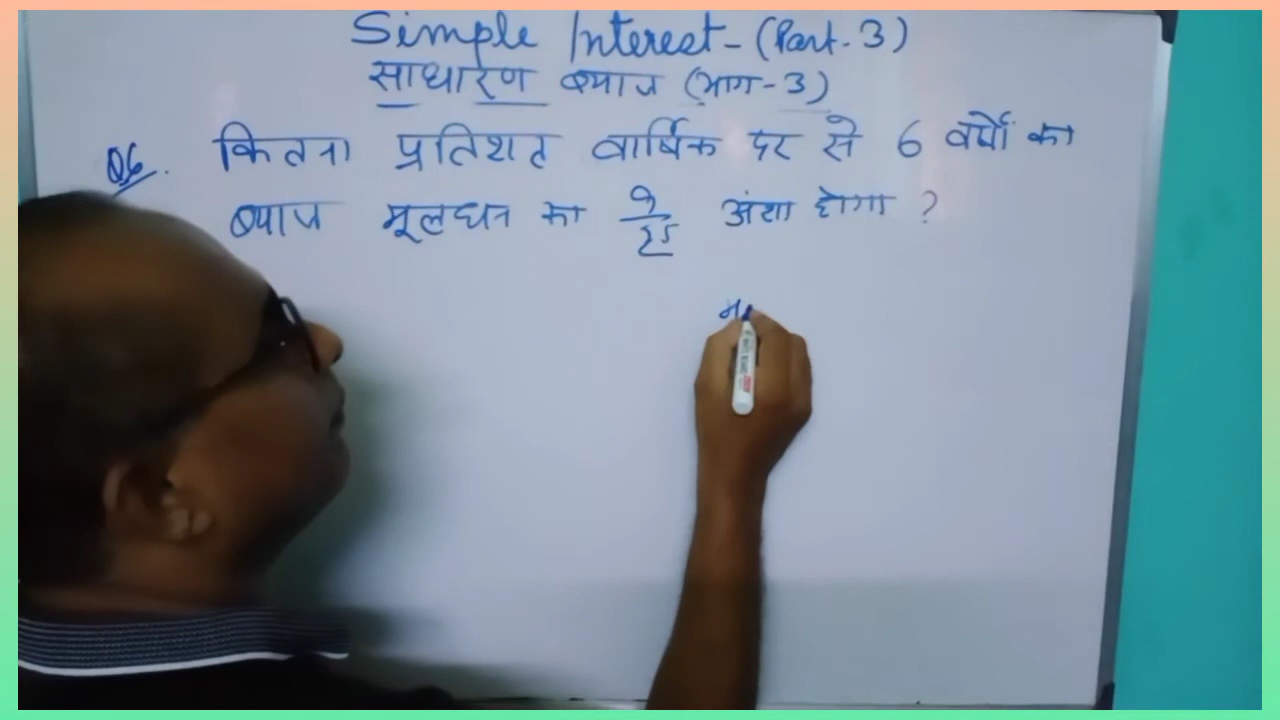 Simple Interest - (Part. 3)
साधारण ब्याज (भाग - 3)
Q6. कितना प्रतिशत वार्षिक दर से 6 वर्षों का
ब्याज मूलधन का 9/25 अंश होगा ?